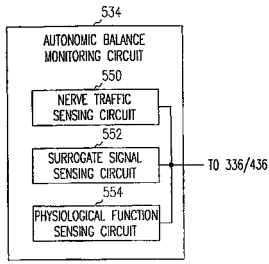 534
AUTONOMIC BALANCE
MONITORING CIRCUIT
550
NERVE TRAFFIC
SENSING CIRCUIT
552
SURROGATE SIGNAL
SENSING CIRCUIT
TO 336/436
554
PHYSIOLOGICAL FUNCTION
SENSING CIRCUIT